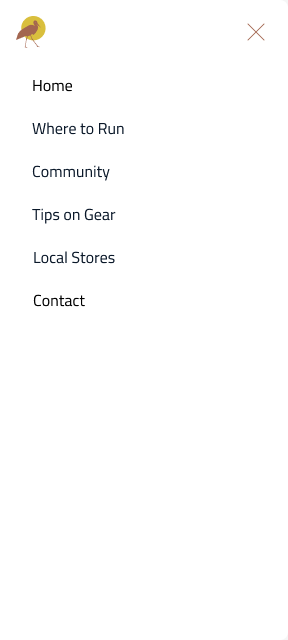 Home
Where to Run
Community
Tips on Gear
Local Stores
Contact